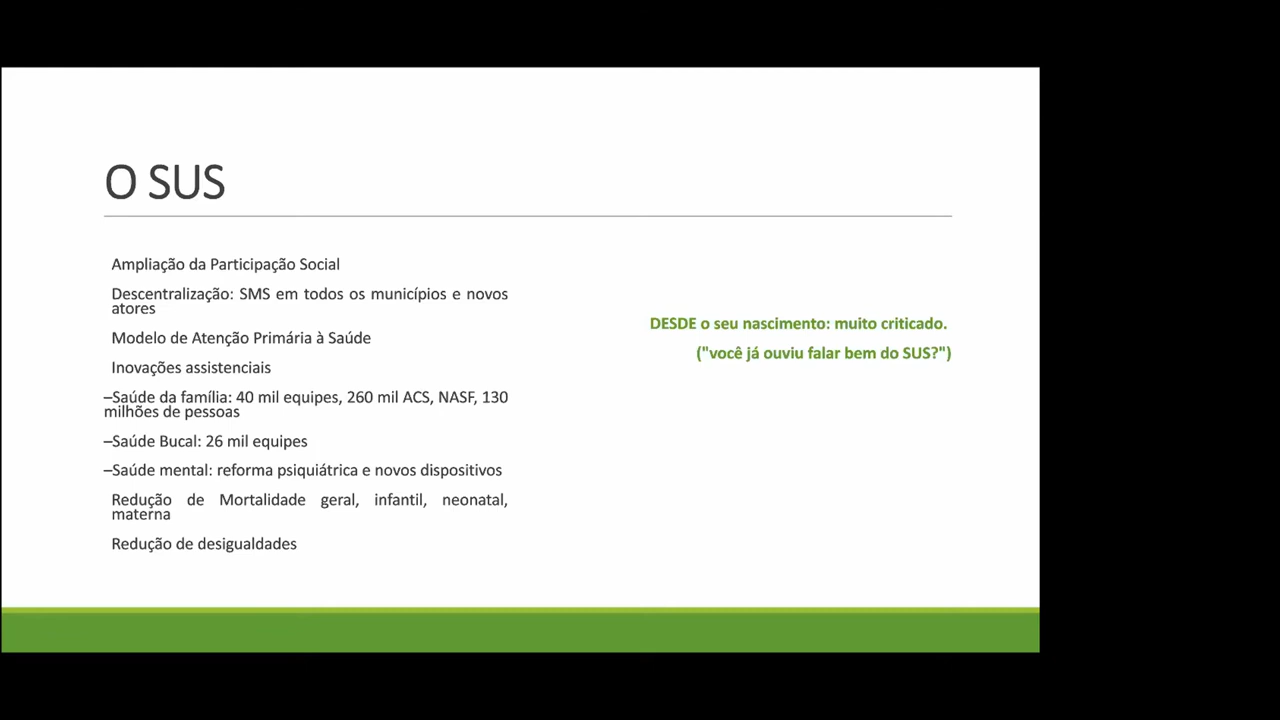 O SUS
Ampliação da Participação Social
Descentralização: SMS em todos os municípios e novos
atores
Modelo de Atenção Primária à Saúde
Inovações assistenciais
–Saúde da família: 40 mil equipes, 260 mil ACS, NASF, 130
milhões de pessoas
–Saúde Bucal: 26 mil equipes
–Saúde mental: reforma psiquiátrica e novos dispositivos
Redução de Mortalidade geral, infantil, neonatal,
materna
Redução de desigualdades
DESDE o seu nascimento: muito criticado.
("você já ouviu falar bem do SUS?")